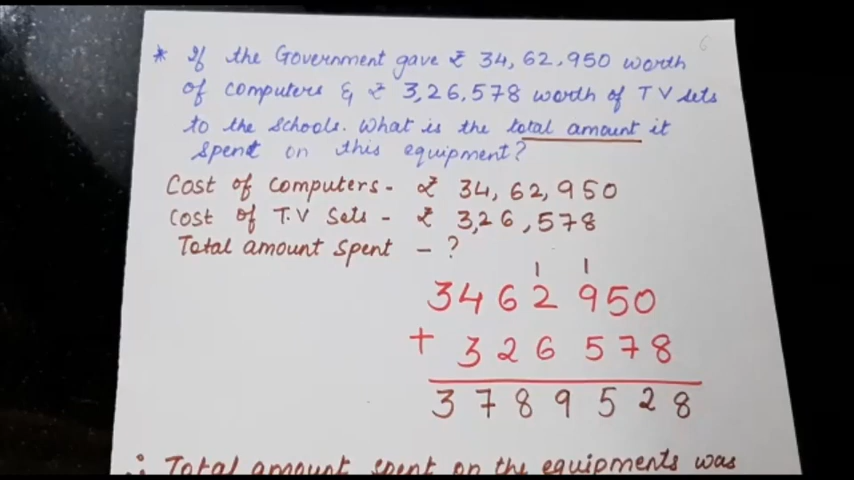 * If the Government gave ₹ 34,62,950 worth
of computers & ₹ 3,26,578 worth of T V sets
to the schools. What is the total amount it
spent on this equipment?
Cost of computers - ₹ 34,62,950
Cost of T.V Sets - ₹ 3,26,578
Total amount spent - ?
1 1
3462950
+ 326578
3789528
∴ Total amount spent on the equipments was